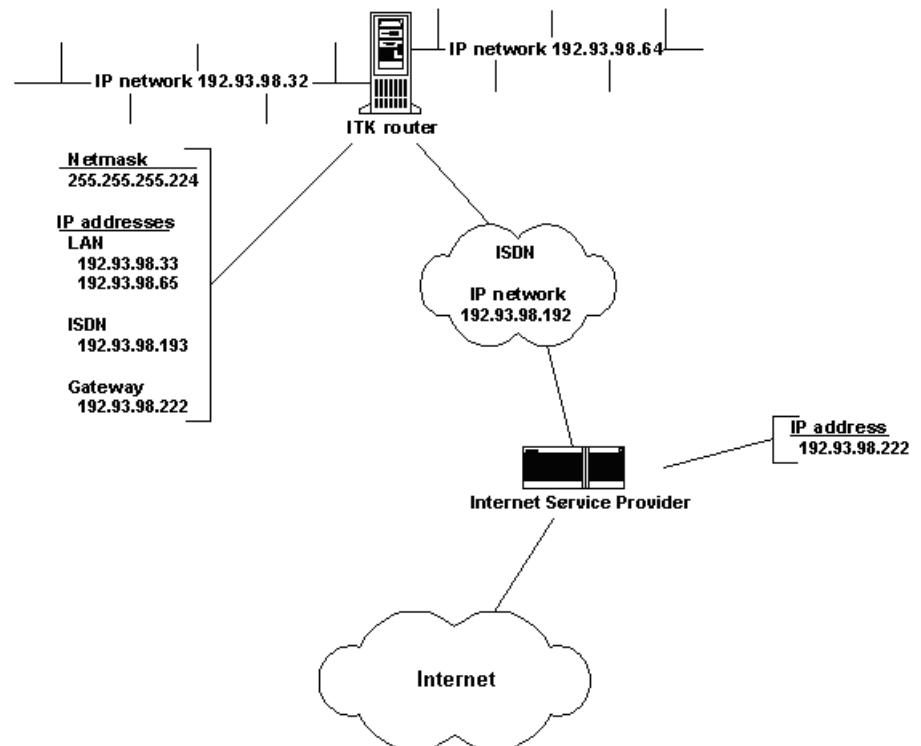 IP network 192.93.98.64
IP network 192.93.98.32
ITK router
Netmask
255.255.255.224
IP addresses
LAN
192.93.98.33
192.93.98.65
ISDN
192.93.98.193
Gateway
192.93.98.222
ISDN
IP network
192.93.98.192
IP address
192.93.98.222
Internet Service Provider
Internet